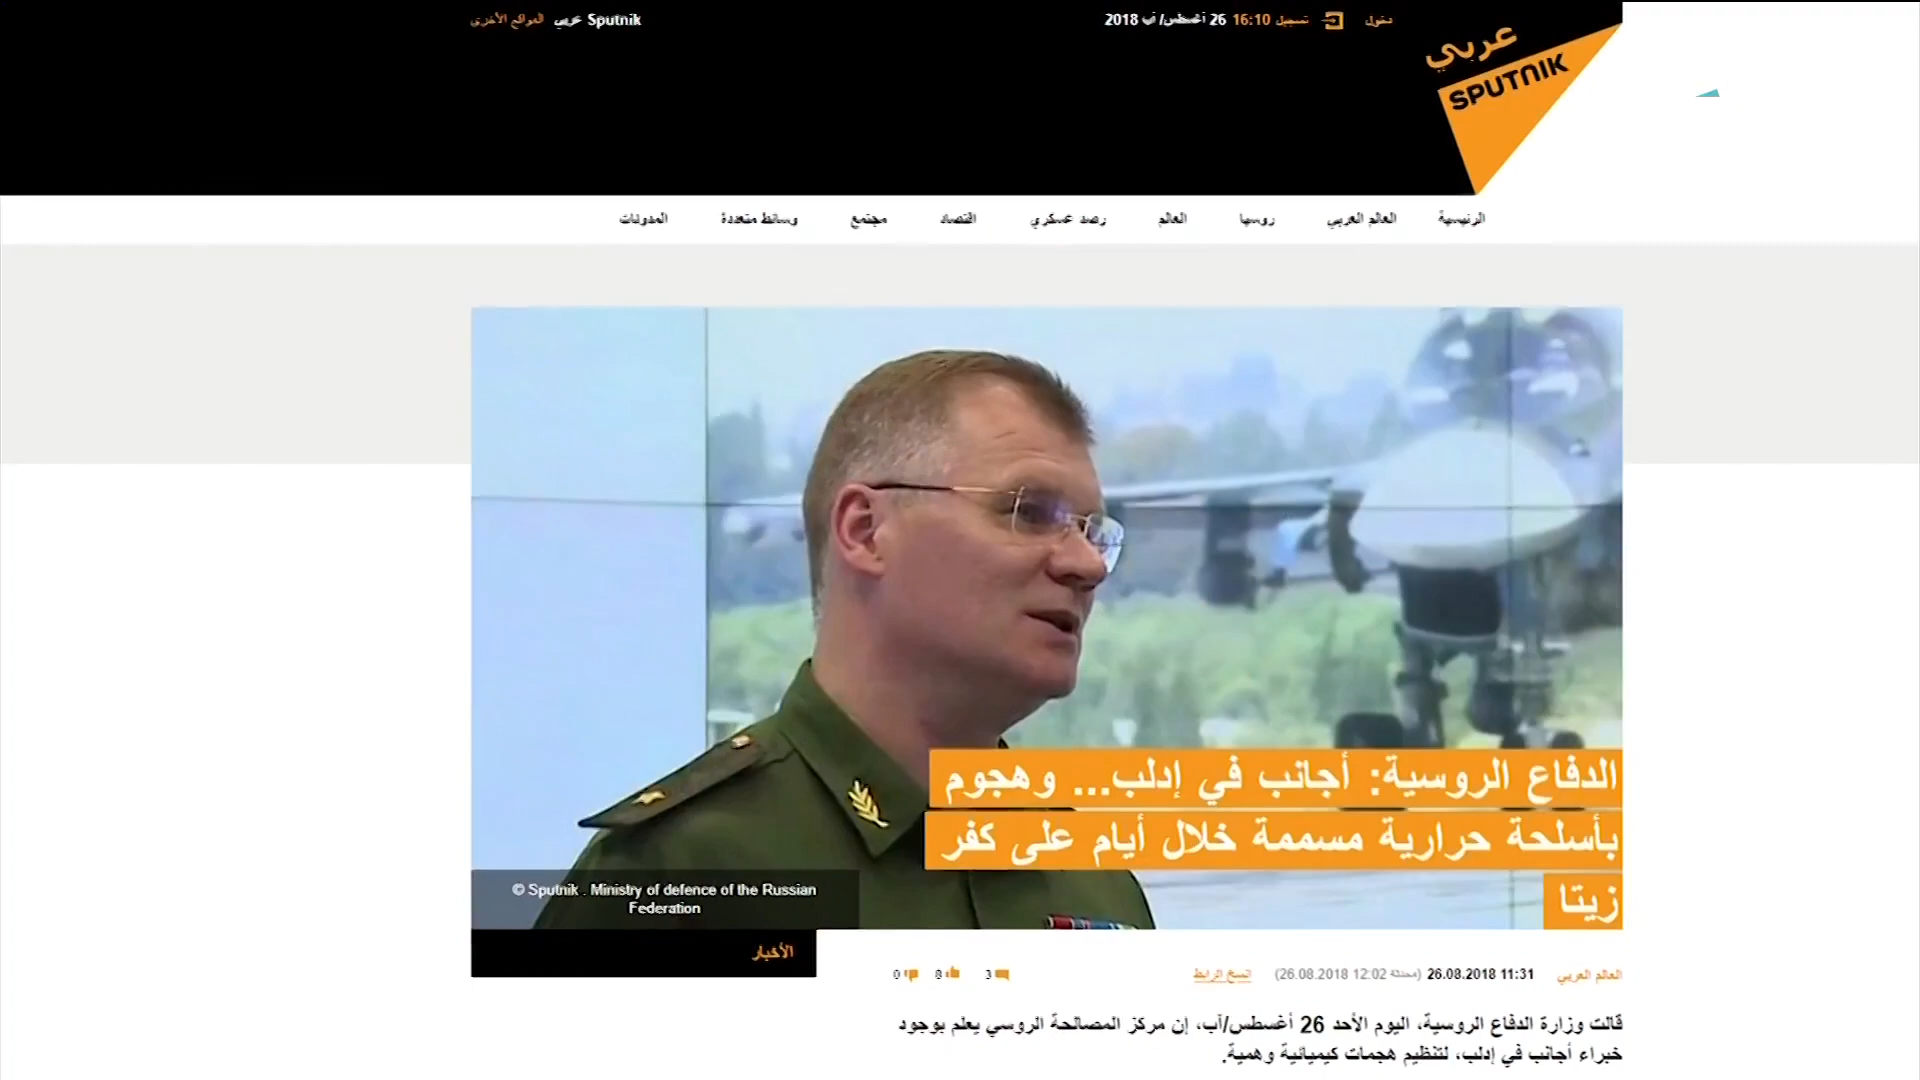 دخول
تسجيل 16:10 26 أغسطس/ آب 2018
Sputnik عربي المواقع الأخرى
عربي
SPUTNIK
الرئيسية العالم العربي روسيا العالم رصد عسكري اقتصاد مجتمع وسائط متعددة المدونات
الدفاع الروسية: أجانب في إدلب... وهجوم
بأسلحة حرارية مسممة خلال أيام على كفر
زيتا
© Sputnik . Ministry of defence of the Russian
Federation
الأخبار
العالم العربي 11:31 26.08.2018 (محدثة 12:02 26.08.2018) انسخ الرابط 3 8 0
قالت وزارة الدفاع الروسية، اليوم الأحد 26 أغسطس/آب، إن مركز المصالحة الروسي يعلم بوجود
خبراء أجانب في إدلب، لتنظيم هجمات كيميائية وهمية.